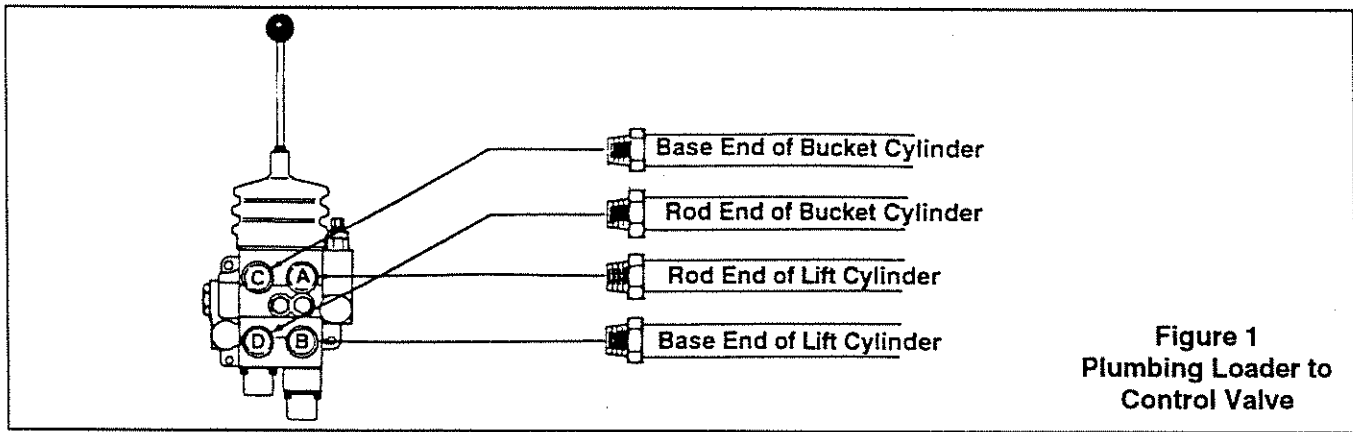 Base End of Bucket Cylinder
Rod End of Bucket Cylinder
C A
Rod End of Lift Cylinder
D B
Base End of Lift Cylinder
Figure 1
Plumbing Loader to
Control Valve